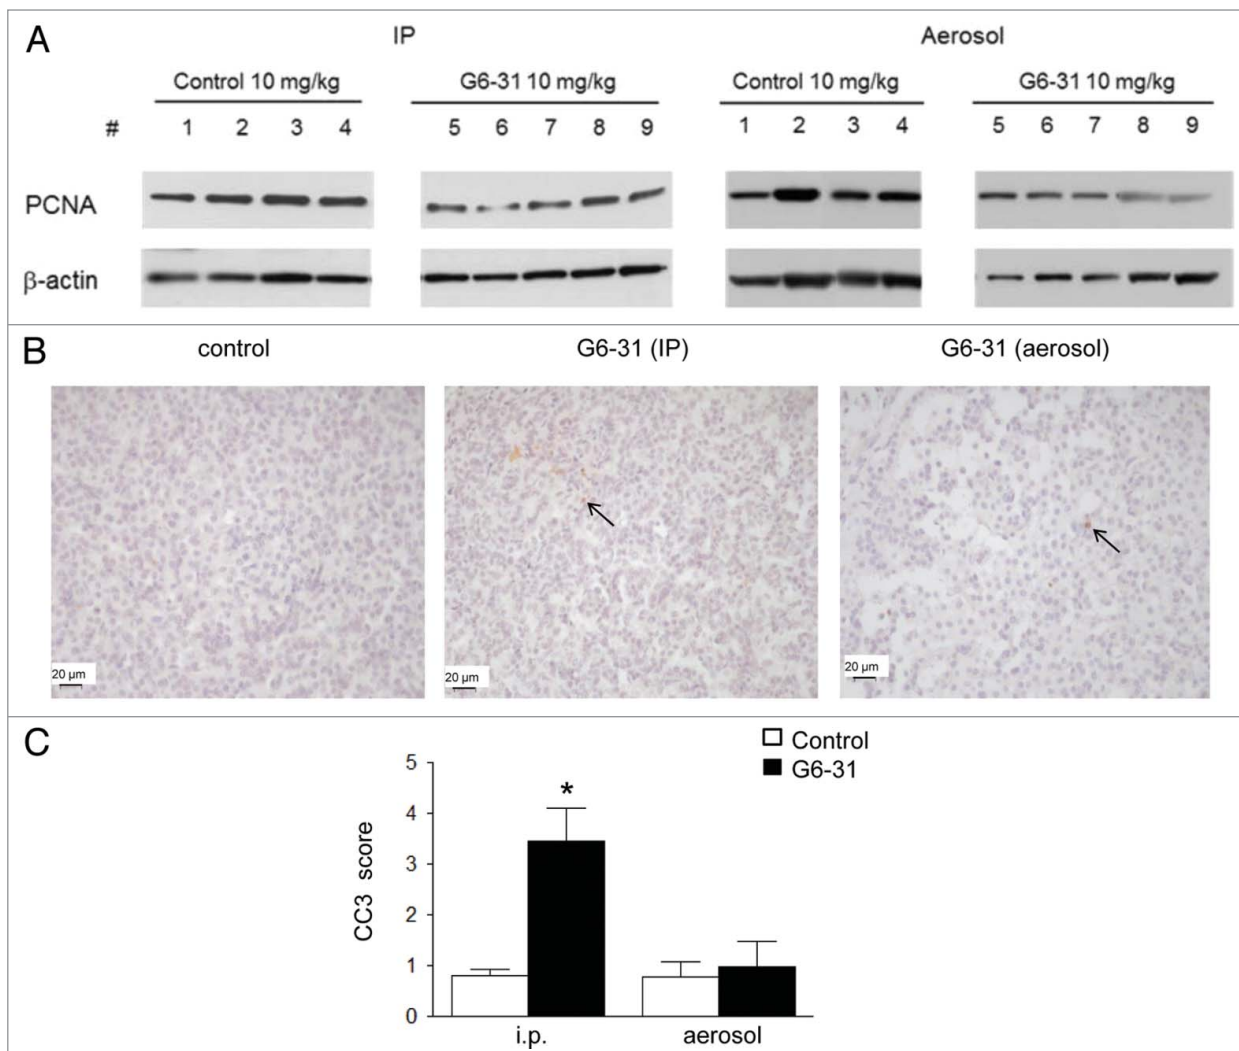 A
IP
Aerosol
Control 10 mg/kg
G6-31 10 mg/kg
Control 10 mg/kg
G6-31 10 mg/kg
# 1 2 3 4 5 6 7 8 9 1 2 3 4 5 6 7 8 9
PCNA
β-actin
B
control
G6-31 (IP)
G6-31 (aerosol)
20 µm
20 µm
20 µm
C
Control
G6-31
5
4
3
2
1
0
CC3 score
*
i.p.
aerosol